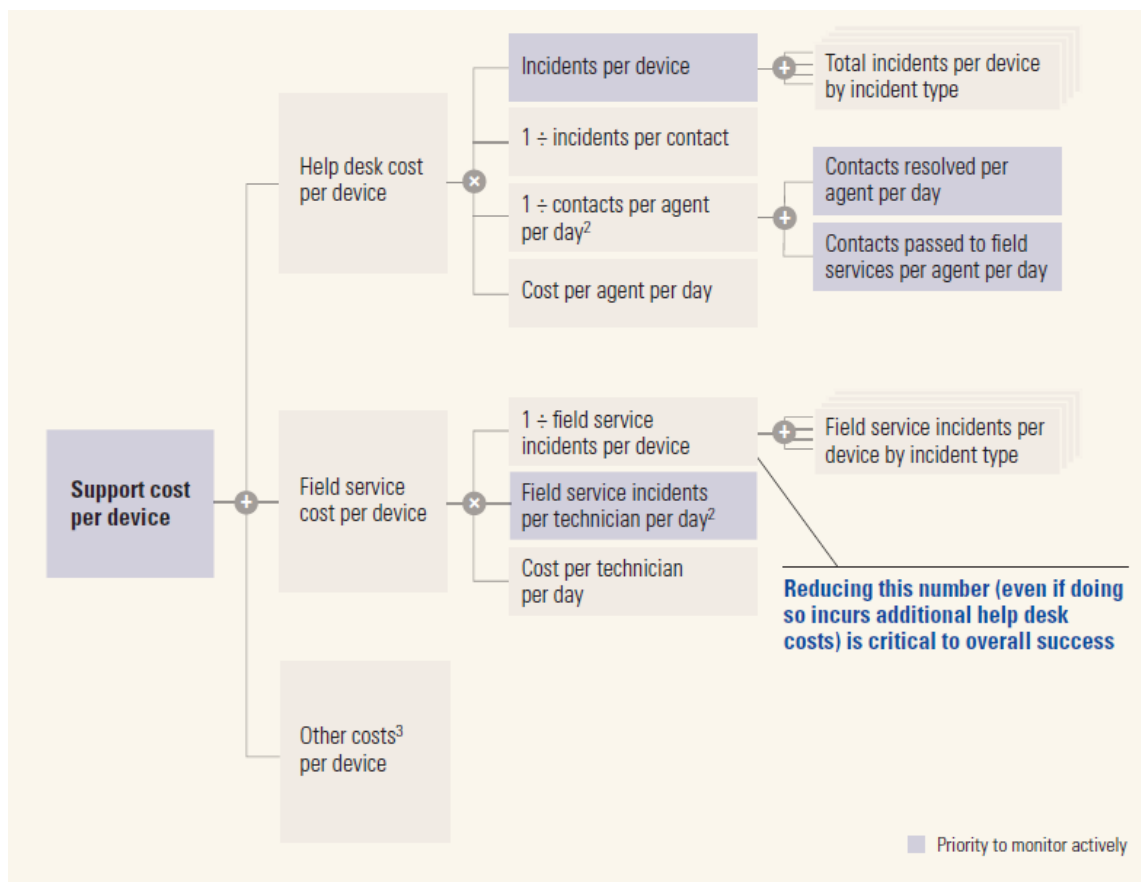 Incidents per device
Total incidents per device
by incident type
1 ÷ incidents per contact
Help desk cost
per device
×
+
1 ÷ contacts per agent
per day²
+
Contacts resolved per
agent per day
Contacts passed to field
services per agent per day
Cost per agent per day
Support cost
per device
+
Field service
cost per device
×
1 ÷ field service
incidents per device
+
Field service incidents per
device by incident type
Field service incidents
per technician per day²
Cost per technician
per day
Reducing this number (even if doing
so incurs additional help desk
costs) is critical to overall success
Other costs³
per device
Priority to monitor actively